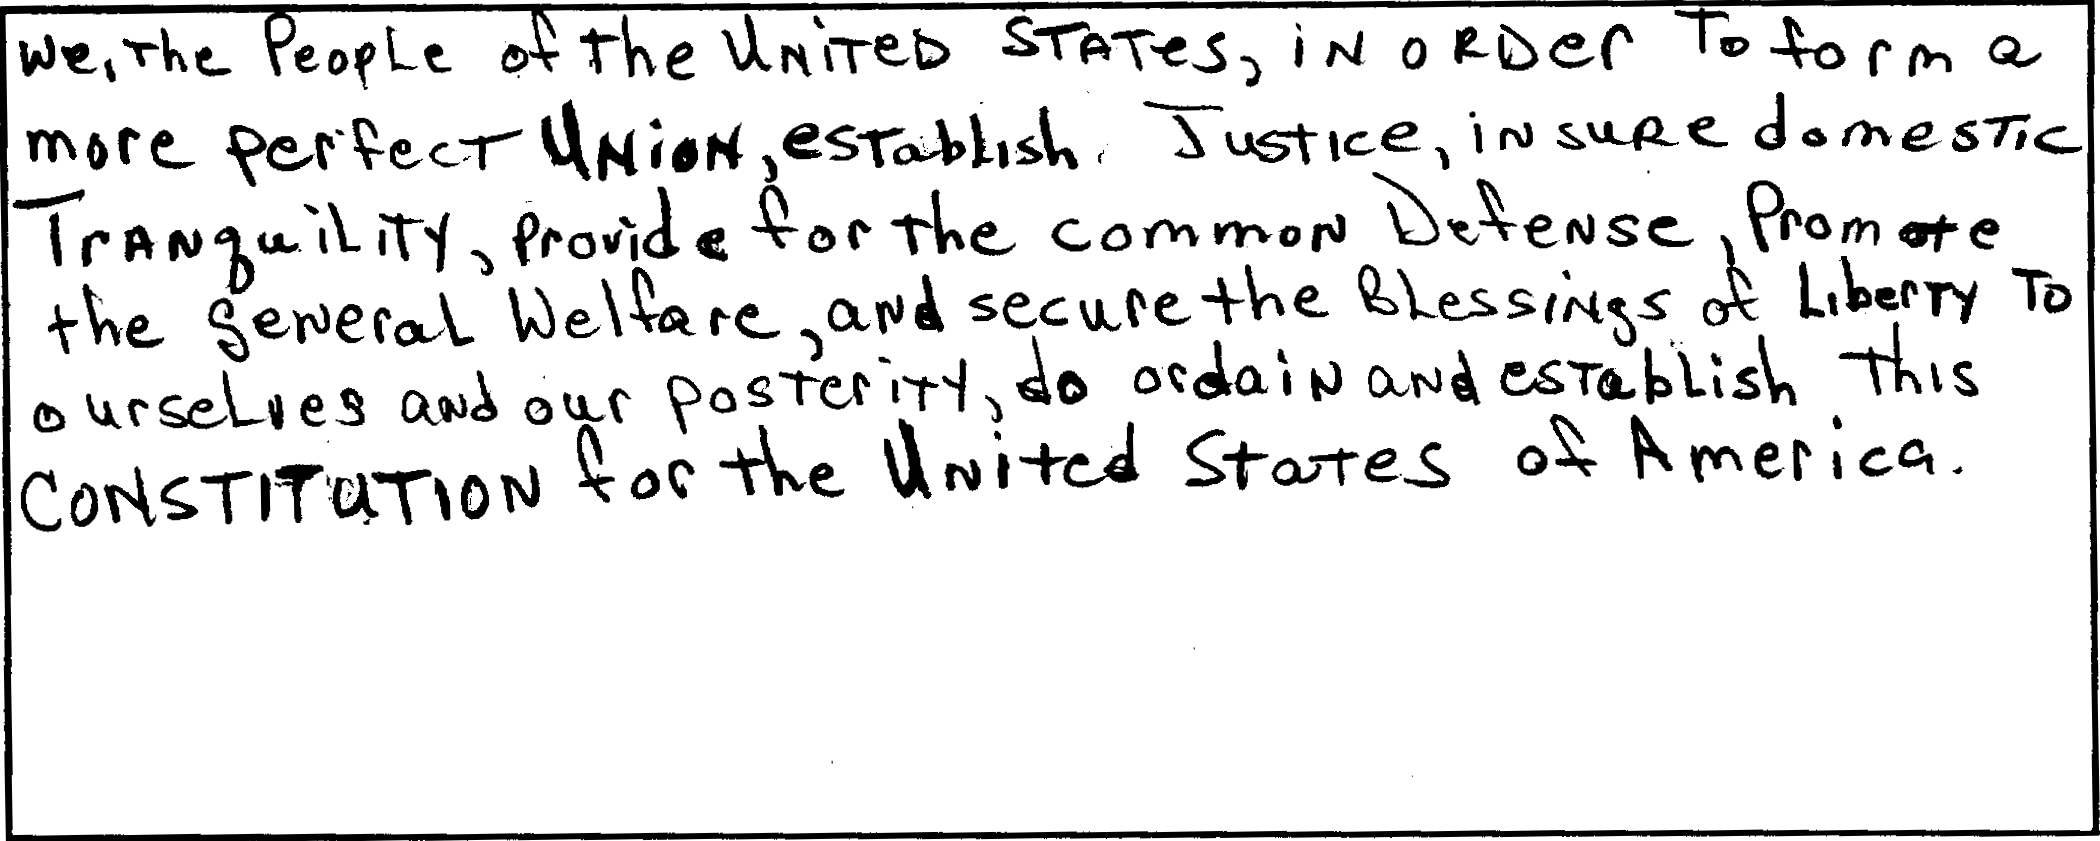 We, the People of the United States, in order to form a
more perfect Union, establish Justice, insure domestic
Tranquility, provide for the common Defense, promote
the general Welfare, and secure the Blessings of Liberty to
ourselves and our posterity, do ordain and establish this
CONSTITUTION for the United States of America.